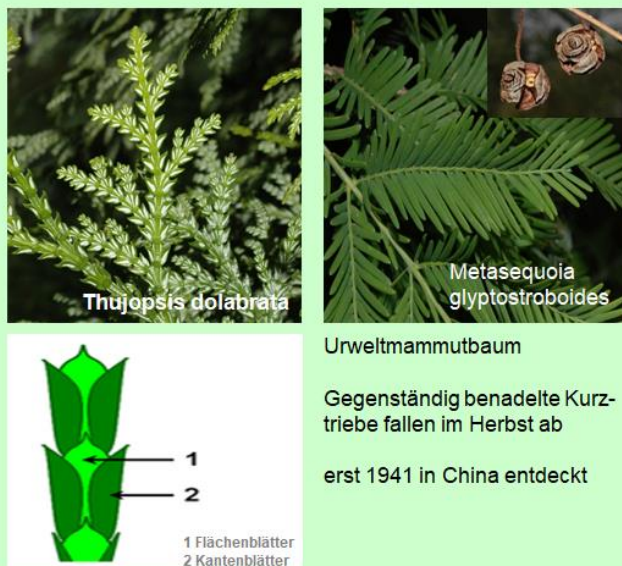 Thujopsis dolabrata
Metasequoia
glyptostroboides
1
2
1 Flächenblätter
2 Kantenblätter
Urweltmammutbaum
Gegenständig benadelte Kurz-
triebe fallen im Herbst ab
erst 1941 in China entdeckt